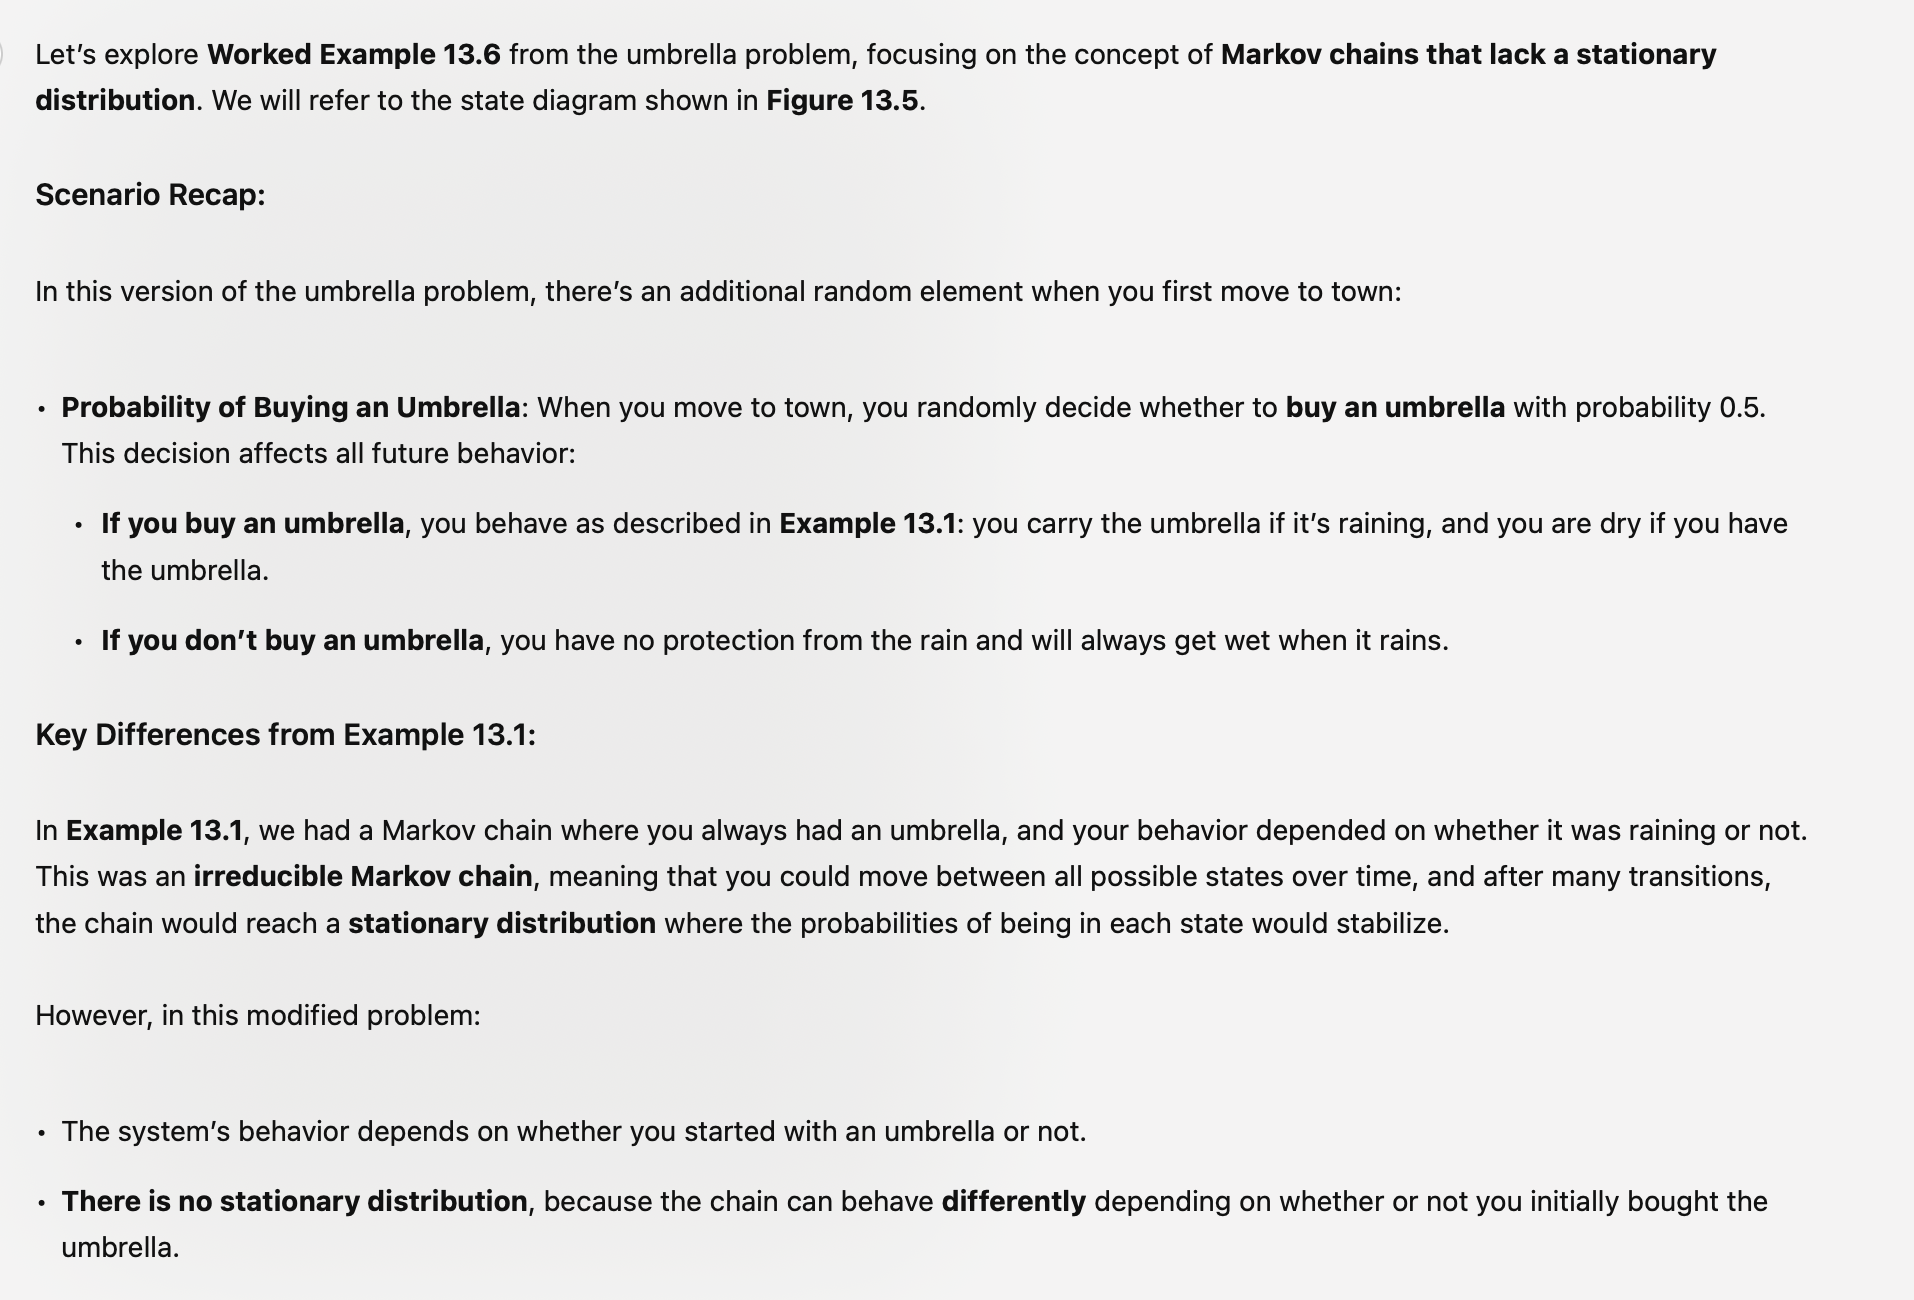 Let’s explore Worked Example 13.6 from the umbrella problem, focusing on the concept of Markov chains that lack a stationary
distribution. We will refer to the state diagram shown in Figure 13.5.
Scenario Recap:
In this version of the umbrella problem, there’s an additional random element when you first move to town:
• Probability of Buying an Umbrella: When you move to town, you randomly decide whether to buy an umbrella with probability 0.5.
This decision affects all future behavior:
• If you buy an umbrella, you behave as described in Example 13.1: you carry the umbrella if it’s raining, and you are dry if you have
the umbrella.
• If you don’t buy an umbrella, you have no protection from the rain and will always get wet when it rains.
Key Differences from Example 13.1:
In Example 13.1, we had a Markov chain where you always had an umbrella, and your behavior depended on whether it was raining or not.
This was an irreducible Markov chain, meaning that you could move between all possible states over time, and after many transitions,
the chain would reach a stationary distribution where the probabilities of being in each state would stabilize.
However, in this modified problem:
• The system’s behavior depends on whether you started with an umbrella or not.
• There is no stationary distribution, because the chain can behave differently depending on whether or not you initially bought the
umbrella.